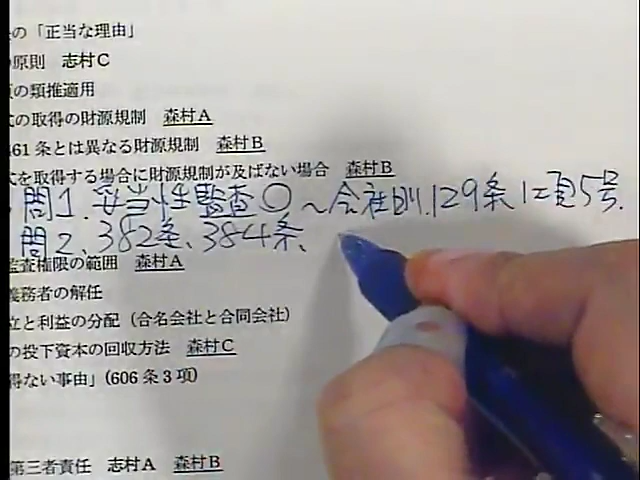 の「正当な理由」
原則 志村C
の類推適用
式の取得の財源規制 森村A
461条とは異なる財源規制 森村B
式を取得する場合に財源規制が及ばない場合 森村B
問1. 妥当性監査〇 ~ 会社則.129条1項5号.
問2、382条、384条、
監査権限の範囲 森村A
義務者の解任
立と利益の分配（合名会社と合同会社）
の投下資本の回収方法 森村C
得ない事由」(606条3項)
第三者責任 志村A 森村B